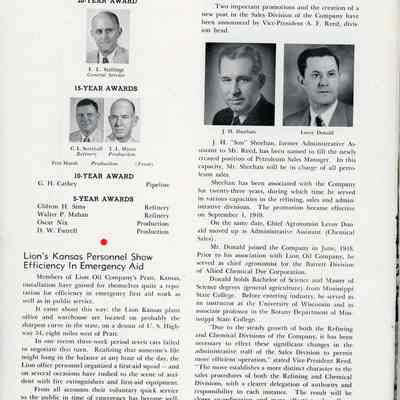 20-YEAR AWARD
E. L. Stallings
General Service
15-YEAR AWARDS
G. L. Southall
Refinery
T. L. Mixon
Production
Production
10-YEAR AWARD
G. H. Cathey Pipeline
5-YEAR AWARDS
Clifton H. Sims Refinery
Walter P. Mahan Refinery
Oscar Nix Production
D. W. Futrell Production
Lion's Kansas Personnel Show
Efficiency In Emergency Aid
Members of Lion Oil Company's Pratt, Kansas,
installation have gained for themselves quite a repu-
tation for efficiency in emergency first aid work as
well as in public service.
It came about this way: the Lion Kansas plant
office and warehouse are located on probably the
sharpest curve in the state, on a detour of U. S. High-
way 54, eight miles west of Pratt.
In one recent three-week period seven cars failed
to negotiate this turn. Realizing that someone's life
might hang in the balance at any hour of the day, the
Lion office personnel organized a first-aid squad — and
on several occasions have rushed to the scene of acci-
dent with fire extinguishers and first-aid equipment.
From all accounts their voluntary quick service
to the public in time of emergency has become well-
Two important promotions and the creation of a
new post in the Sales Division of the Company have
been announced by Vice-President A. F. Reed, divis-
ion head.
J. H. Sheehan
Leroy Donald
J. H. "Jim" Sheehan, former Administrative As-
sistant to Mr. Reed, has been named to fill the newly
created position of Petroleum Sales Manager. In this
capacity, Mr. Sheehan will be in charge of all petro-
leum sales.
Sheehan has been associated with the Company
for twenty-three years, during which time he served
in various capacities in the refining, sales and admin-
istrative divisions. The promotion became effective
on September 1, 1949.
On the same date, Chief Agronomist Leroy Don-
ald moved up as Administrative Assistant (Chemical
Sales).
Mr. Donald joined the Company in June, 1948.
Prior to his association with Lion Oil Company, he
served as chief agronomist for the Barrett Division
of Allied Chemical Dye Corporation.
Donald holds Bachelor of Science and Master of
Science degrees (general agriculture) from Mississippi
State College. Before entering industry, he served as
an instructor at the University of Wisconsin and as
associate professor in the Botany Department of Mis-
sissippi State College.
"Due to the steady growth of both the Refining
and Chemical Divisions of the Company, it has been
necessary to effect these significant changes in the
administrative staff of the Sales Division to permit
more efficient operation," stated Vice-President Reed.
"The move establishes a more distinct character to the
sales procedures of both the Refining and Chemical
Divisions, with a clearer delegation of authority and
responsibility to each instance. The result will be